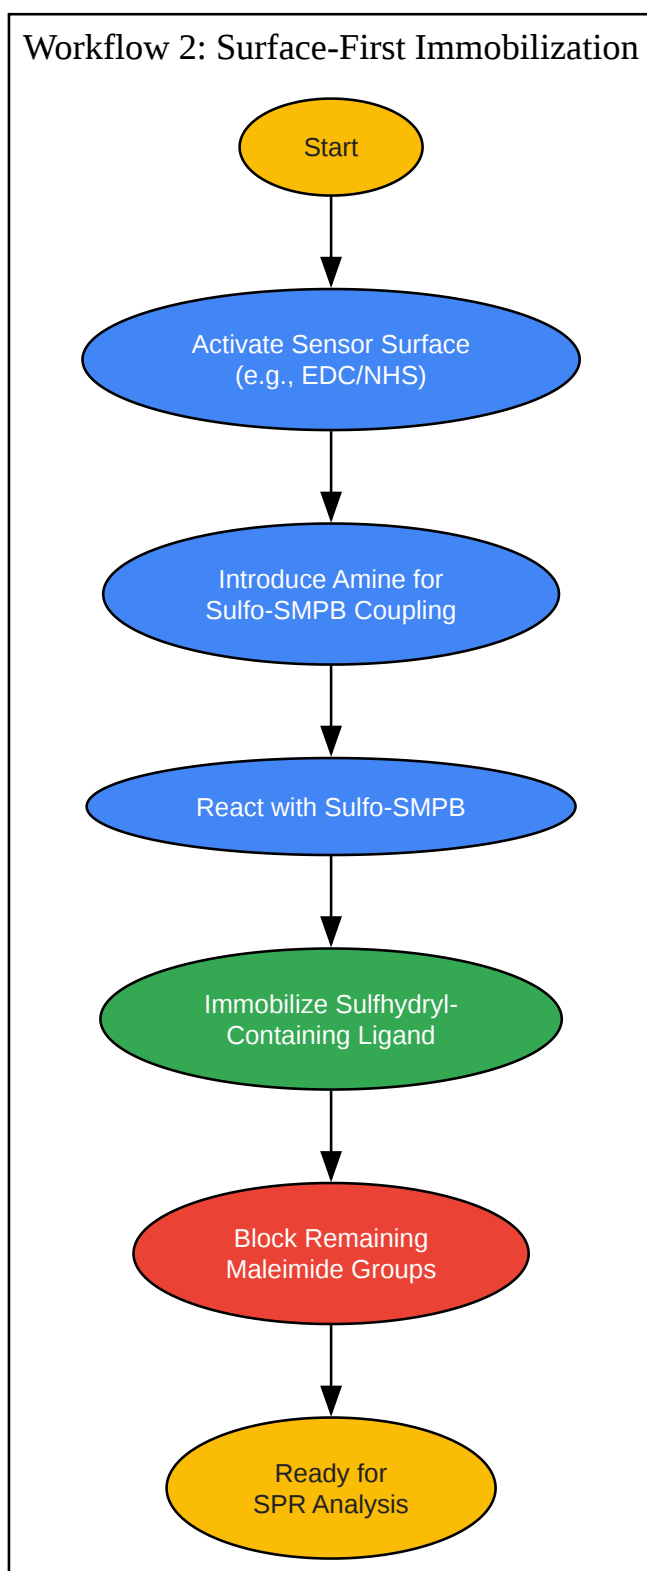 Workflow 2: Surface-First Immobilization
Start
Activate Sensor Surface
(e.g., EDC/NHS)
Introduce Amine for
Sulfo-SMPB Coupling
React with Sulfo-SMPB
Immobilize Sulfhydryl-
Containing Ligand
Block Remaining
Maleimide Groups
Ready for
SPR Analysis